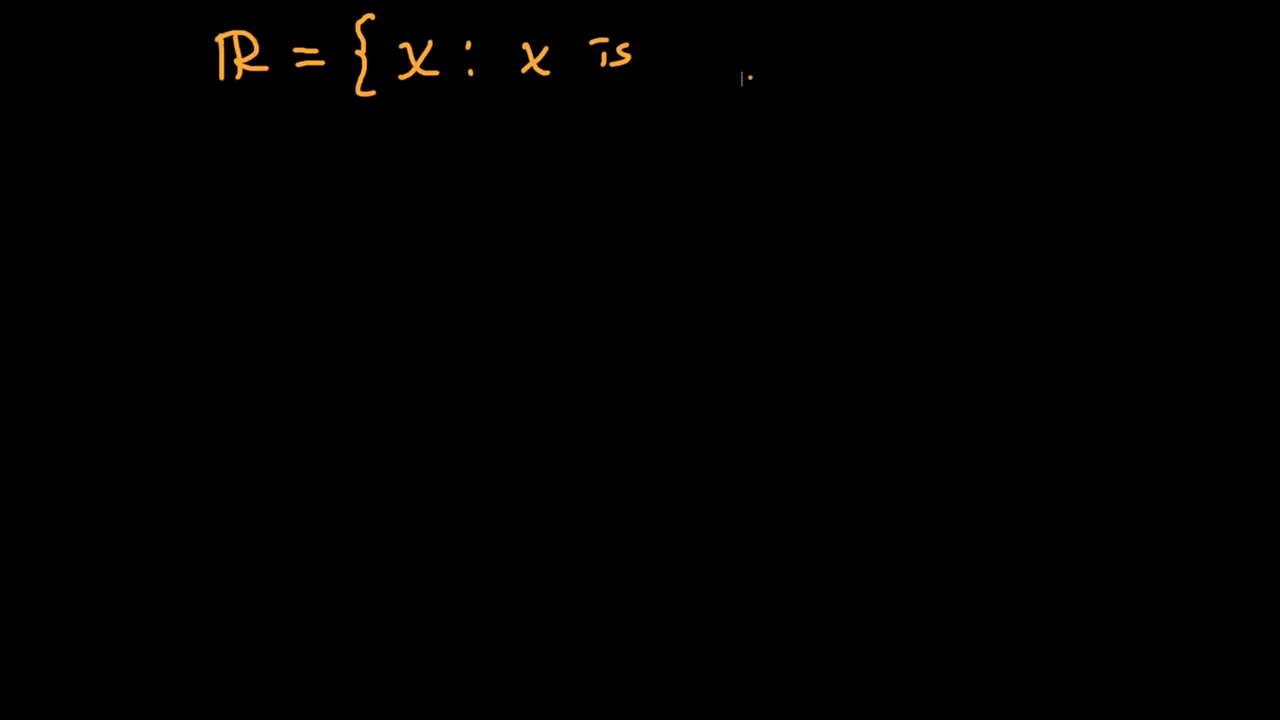 ℝ = { x : x is